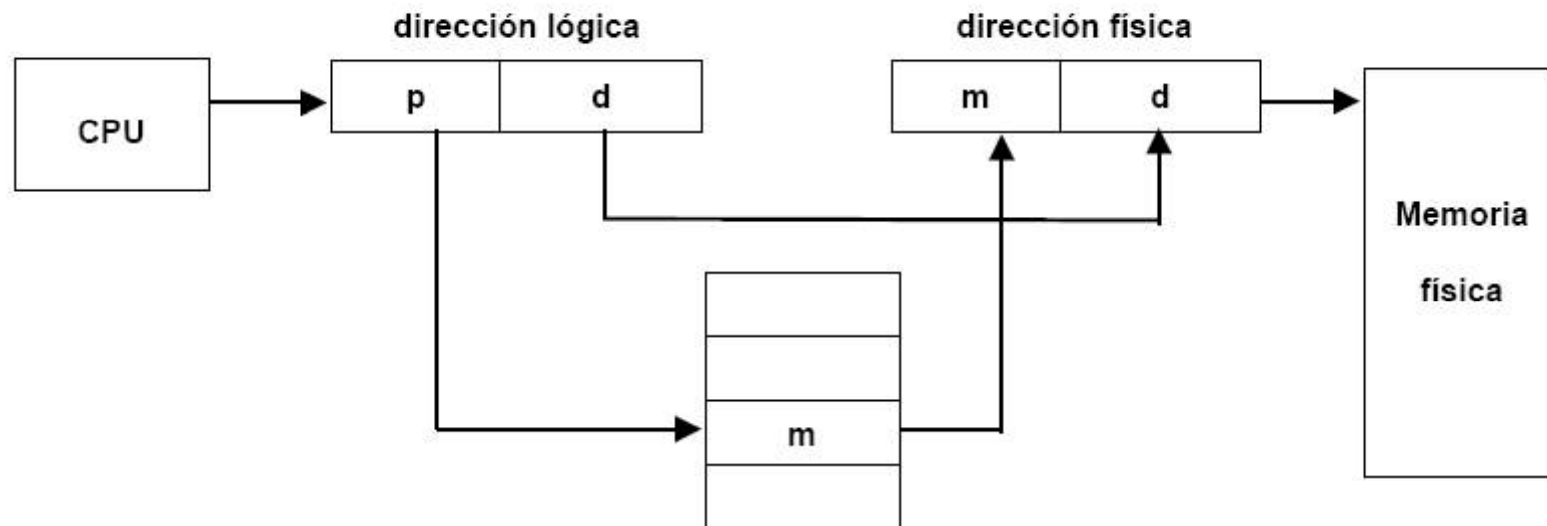 dirección lógica
dirección física
CPU
p
d
m
d
Memoria
física
m